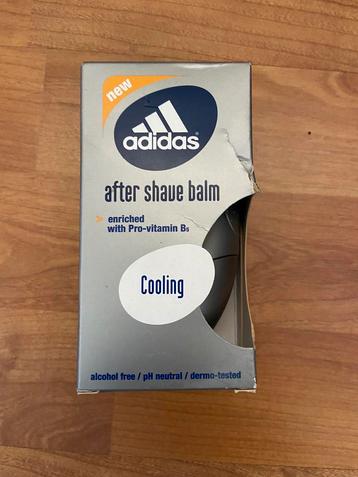 new
adidas®
after shave balm
enriched
with Pro-vitamin B₅
Cooling
alcohol free / pH neutral / dermo-tested